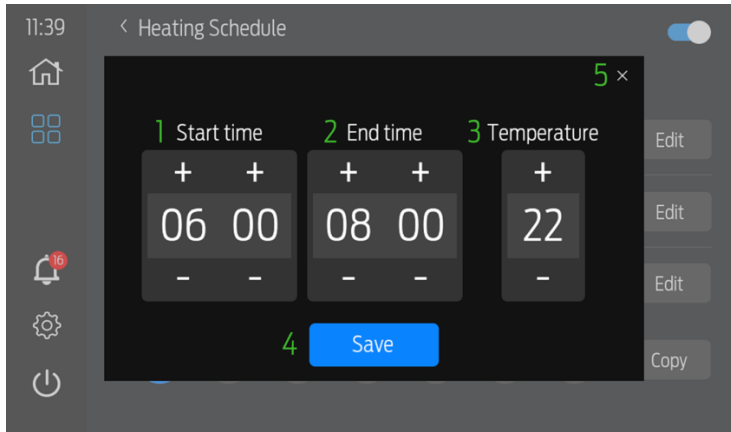 11:39
< Heating Schedule
5 ×
1 Start time
2 End time
3 Temperature
+ + + + +
06 00 08 00 22
- - - - -
4 Save
Edit
Edit
Edit
Copy
16